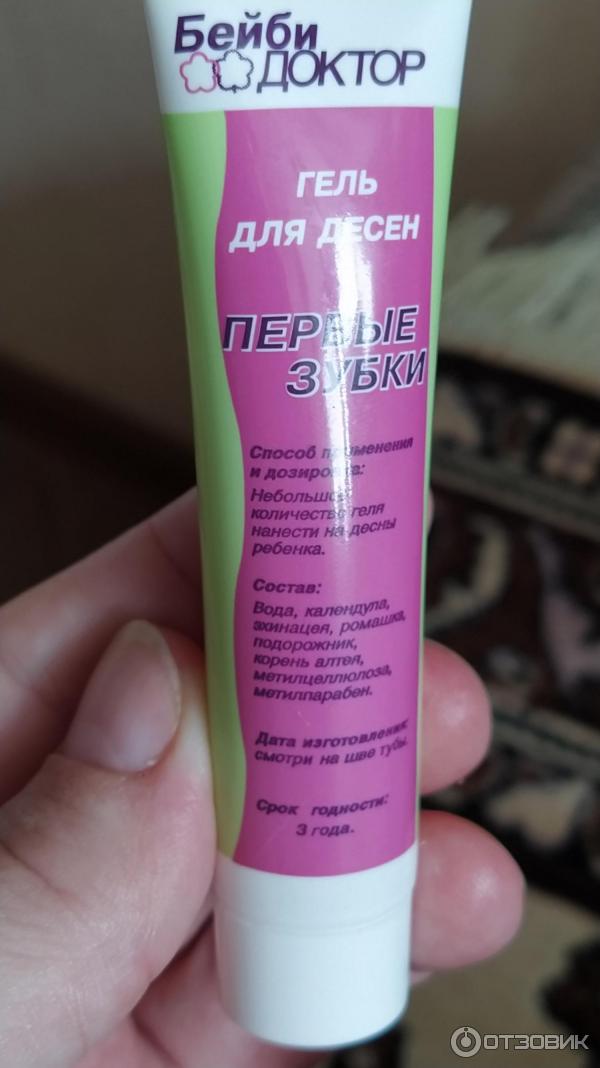 Бейби
ДОКТОР
ГЕЛЬ
ДЛЯ ДЕСЕН
ПЕРВЫЕ
ЗУБКИ
Способ применения
и дозировка:
Небольшое
количество геля
нанести на десны
ребенка.
Состав:
Вода, календула,
эхинацея, ромашка,
подорожник,
корень алтея,
метилцеллюлоза,
метилпарабен.
Дата изготовления:
смотри на шве тубы.
Срок годности:
3 года.
ОТЗОВИК